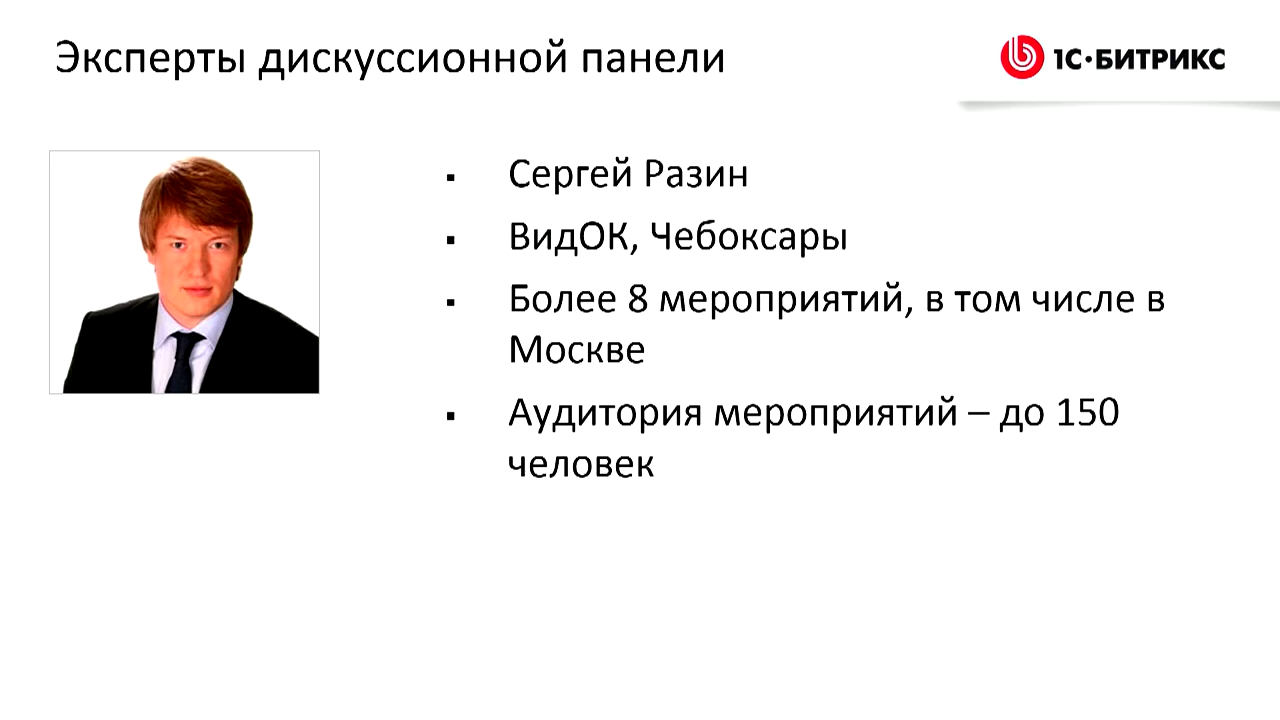 Эксперты дискуссионной панели
1С·БИТРИКС
Сергей Разин
ВидОК, Чебоксары
Более 8 мероприятий, в том числе в
Москве
Аудитория мероприятий – до 150
человек